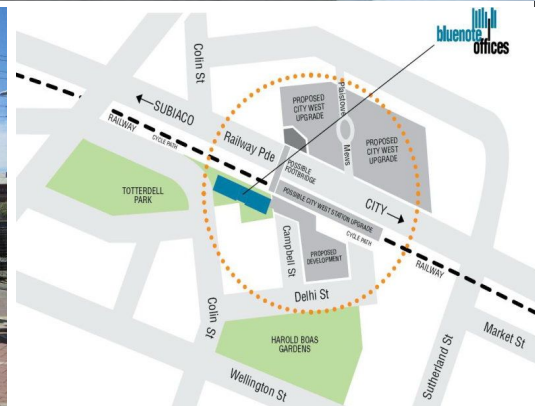 bluenote
offices
Colin St
Plaistowe
Mews
PROPOSED
CITY WEST
UPGRADE
PROPOSED
CITY WEST
UPGRADE
←SUBIACO
RAILWAY
CYCLE PATH
Railway Pde
POSSIBLE
FOOTBRIDGE
TOTTERDELL
PARK
CITY →
POSSIBLE CITY WEST STATION UPGRADE
CYCLE PATH
RAILWAY
Campbell St
PROPOSED
DEVELOPMENT
Delhi St
Colin St
HAROLD BOAS
GARDENS
Wellington St
Sutherland St
Market St